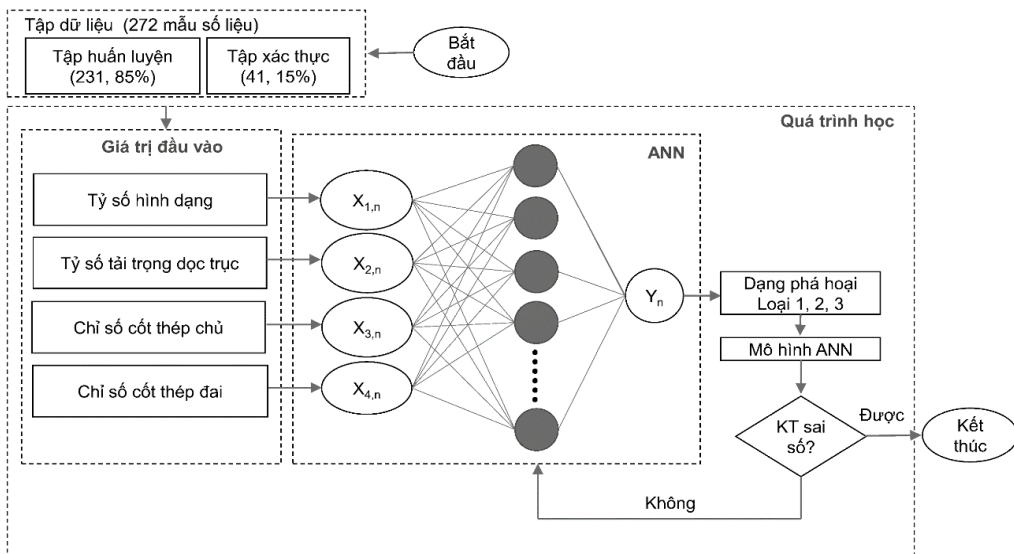 Tập dữ liệu (272 mẫu số liệu)
Tập huấn luyện
(231, 85%)
Tập xác thực
(41, 15%)
Bắt
đầu
Quá trình học
Giá trị đầu vào
ANN
Tỷ số hình dạng
Tỷ số tải trọng dọc trục
Chỉ số cốt thép chủ
Chỉ số cốt thép đai
X1,n
X2,n
X3,n
X4,n
Yn
Dạng phá hoại
Loại 1, 2, 3
Mô hình ANN
KT sai
số?
Được
Kết
thúc
Không